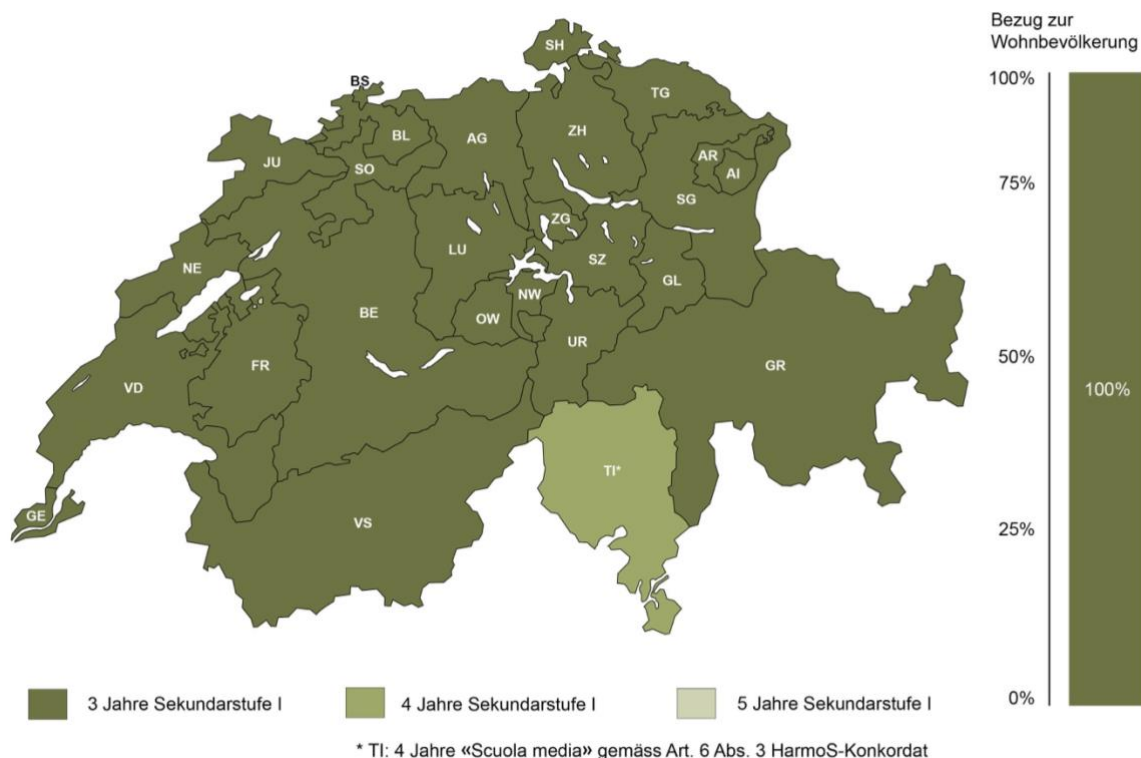 Bezug zur
Wohnbevölkerung
SH
100%
BS
TG
BL
AG
ZH
JU
SO
AR
AI
75%
SG
ZG
LU
NE
SZ
GL
NW
OW
BE
UR
50%
FR
GR
VD
100%
TI*
GE
VS
25%
0%
3 Jahre Sekundarstufe I
4 Jahre Sekundarstufe I
5 Jahre Sekundarstufe I
* TI: 4 Jahre «Scuola media» gemäss Art. 6 Abs. 3 HarmoS-Konkordat